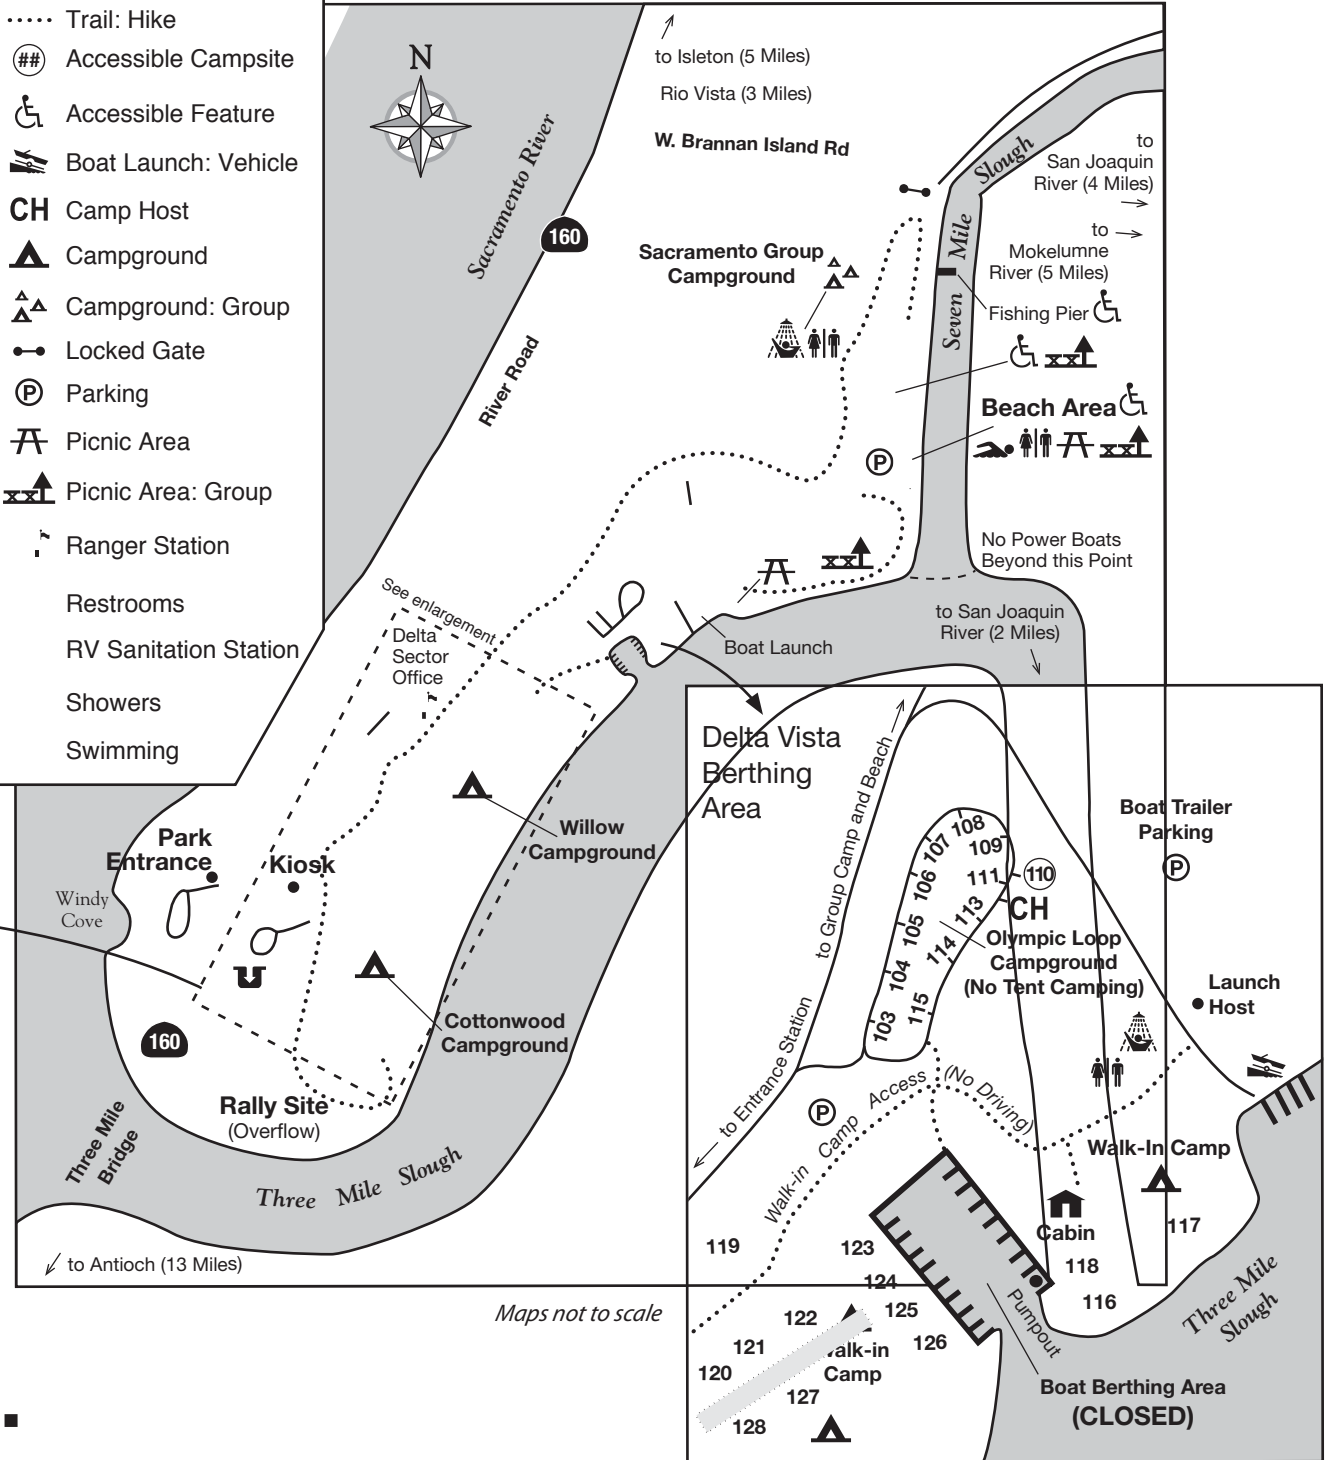 Trail: Hike
## Accessible Campsite
Accessible Feature
Boat Launch: Vehicle
CH Camp Host
Campground
Campground: Group
Locked Gate
P Parking
Picnic Area
Picnic Area: Group
Ranger Station
Restrooms
RV Sanitation Station
Showers
Swimming
N
Sacramento River
160
River Road
to Isleton (5 Miles)
Rio Vista (3 Miles)
W. Brannan Island Rd
Slough
Mile
Seven
to
San Joaquin
River (4 Miles)
to
Mokelumne
River (5 Miles)
Fishing Pier
Sacramento Group
Campground
Beach Area
P
No Power Boats
Beyond this Point
to San Joaquin
River (2 Miles)
Boat Launch
See enlargement
Delta
Sector
Office
Willow
Campground
Park
Entrance
Kiosk
Windy
Cove
160
Cottonwood
Campground
Rally Site
(Overflow)
Three Mile
Bridge
Three Mile Slough
to Antioch (13 Miles)
Maps not to scale
Delta Vista
Berthing
Area
to Group Camp and Beach
to Entrance Station
108
107
109
106
111
110
113
CH
105
114
104
115
103
Olympic Loop
Campground
(No Tent Camping)
Boat Trailer
Parking
P
Launch
Host
P
Walk-in Camp Access (No Driving)
Walk-In Camp
Cabin
117
118
116
119
123
124
125
122
126
121
120
127
128
alk-in
Camp
Pumpout
Three Mile
Slough
Boat Berthing Area
(CLOSED)